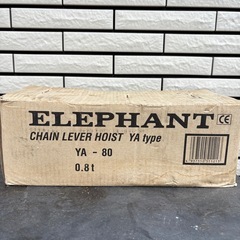 ELEPHANT
CE
CHAIN LEVER HOIST YA type
YA - 80
0.8t